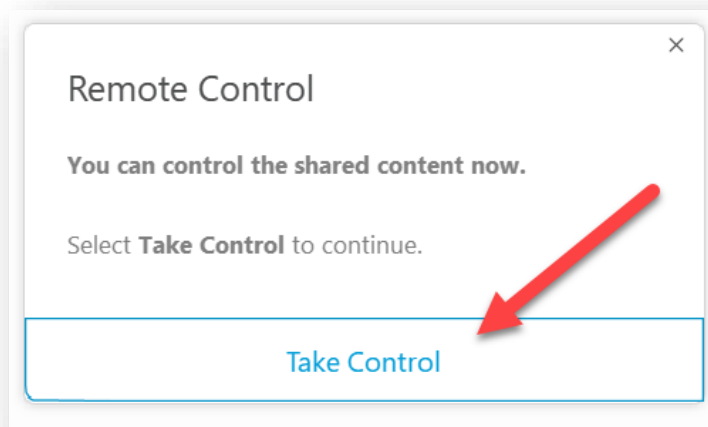 Remote Control
You can control the shared content now.
Select Take Control to continue.
Take Control